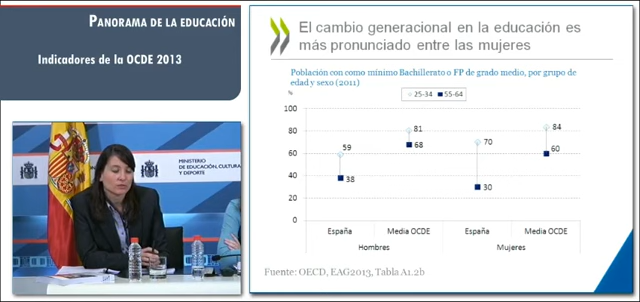 PANORAMA DE LA EDUCACIÓN
Indicadores de la OCDE 2013
MINISTERIO
DE EDUCACIÓN, CULTURA
Y DEPORTE
El cambio generacional en la educación es
más pronunciado entre las mujeres
Población con como mínimo Bachillerato o FP de grado medio, por grupo de
edad y sexo (2011)
%
25-34 55-64
100
80
60
40
20
0
59
38
81
68
70
30
84
60
España Media OCDE España Media OCDE
Hombres Mujeres
Fuente: OECD, EAG2013, Tabla A1.2b